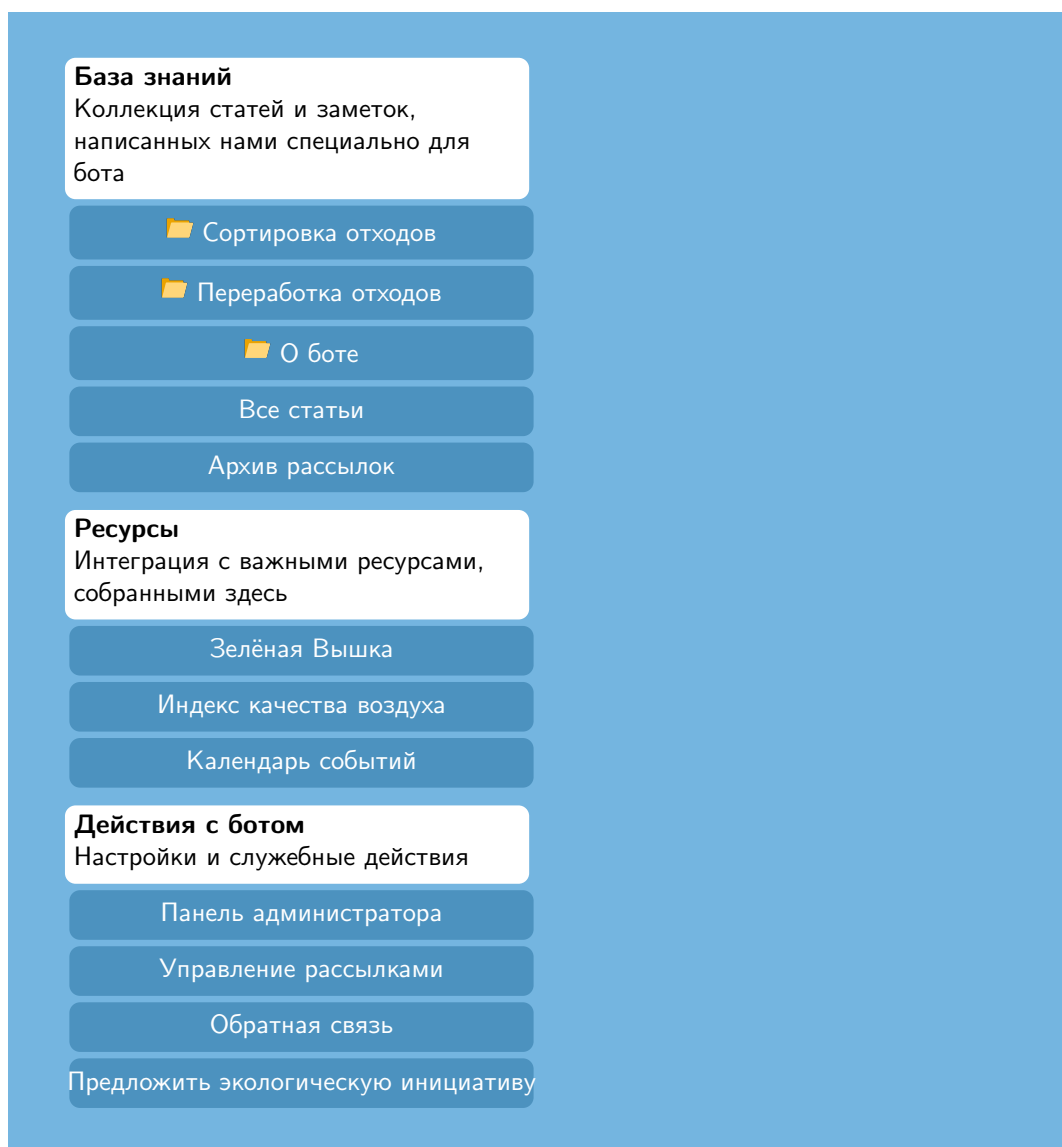 База знаний
Коллекция статей и заметок,
написанных нами специально для
бота
Сортировка отходов
Переработка отходов
О боте
Все статьи
Архив рассылок
Ресурсы
Интеграция с важными ресурсами,
собранными здесь
Зелёная Вышка
Индекс качества воздуха
Календарь событий
Действия с ботом
Настройки и служебные действия
Панель администратора
Управление рассылками
Обратная связь
Предложить экологическую инициативу